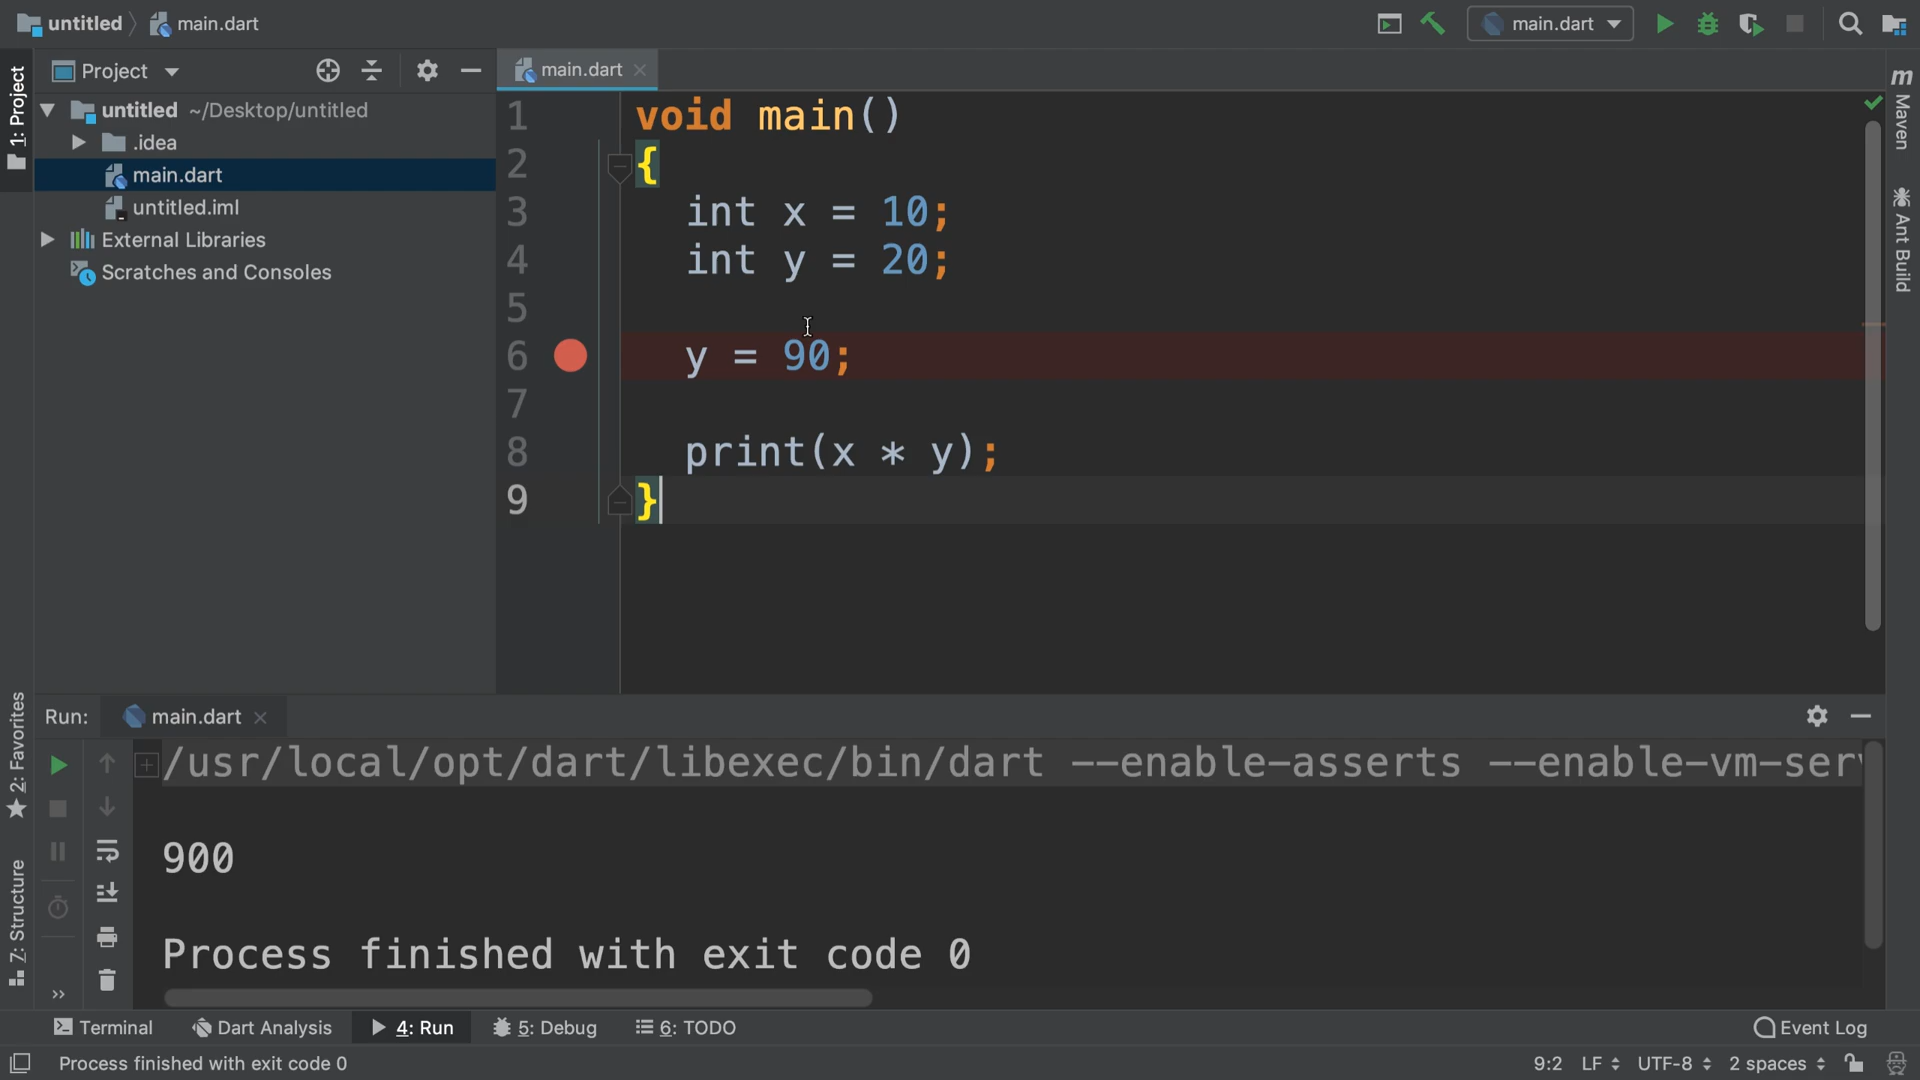 untitled main.dart main.dart
1: Project
Project
untitled ~/Desktop/untitled
.idea
main.dart
untitled.iml
External Libraries
Scratches and Consoles
main.dart
1 void main()
2 {
3 int x = 10;
4 int y = 20;
5
6 y = 90;
7
8 print(x * y);
9 }
m Maven
Ant Build
2: Favorites
7: Structure
Run: main.dart
/usr/local/opt/dart/libexec/bin/dart --enable-asserts --enable-vm-ser
900
Process finished with exit code 0
Terminal Dart Analysis 4: Run 5: Debug 6: TODO Event Log
Process finished with exit code 0 9:2 LF UTF-8 2 spaces